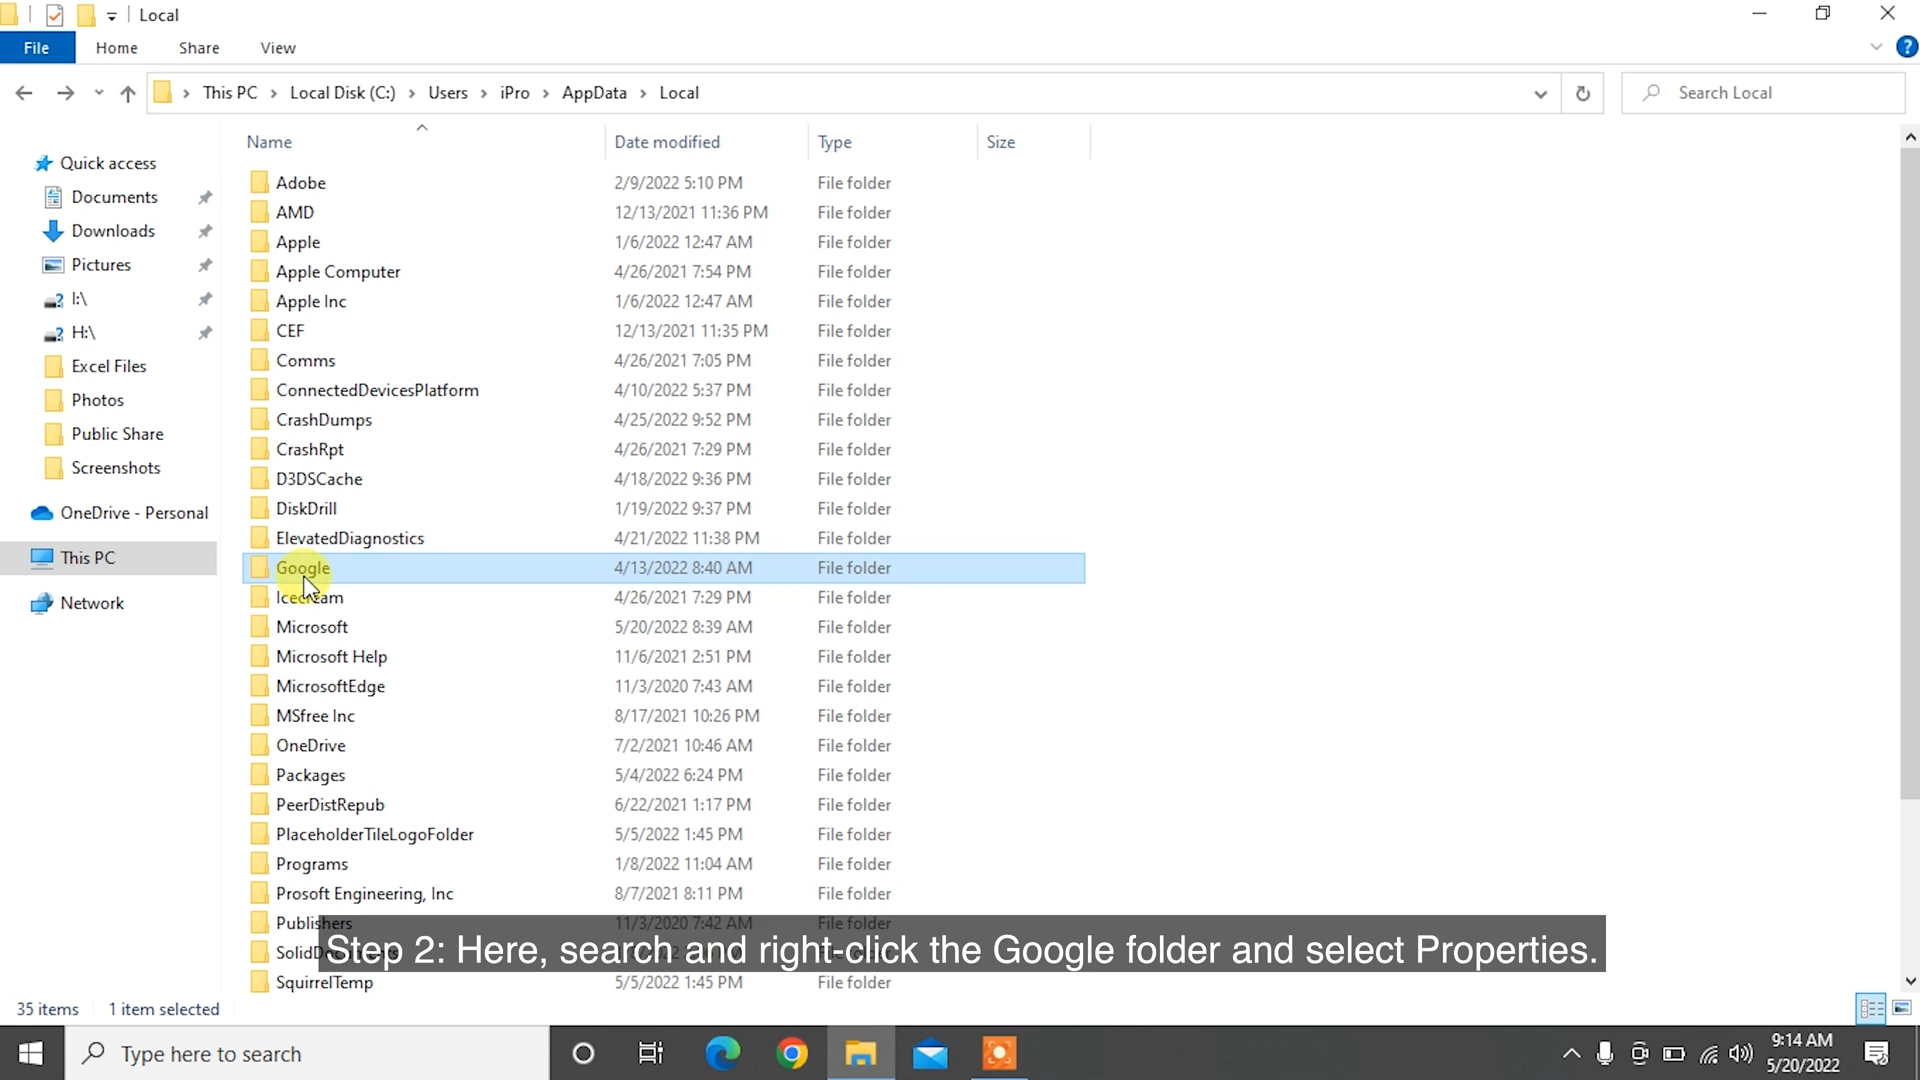 Local
File Home Share View
This PC Local Disk (C:) Users iPro AppData Local
Search Local
Name Date modified Type Size
Quick access
Documents
Downloads
Pictures
I:\
H:\
Excel Files
Photos
Public Share
Screenshots
OneDrive - Personal
This PC
Network
Adobe 2/9/2022 5:10 PM File folder
AMD 12/13/2021 11:36 PM File folder
Apple 1/6/2022 12:47 AM File folder
Apple Computer 4/26/2021 7:54 PM File folder
Apple Inc 1/6/2022 12:47 AM File folder
CEF 12/13/2021 11:35 PM File folder
Comms 4/26/2021 7:05 PM File folder
ConnectedDevicesPlatform 4/10/2022 5:37 PM File folder
CrashDumps 4/25/2022 9:52 PM File folder
CrashRpt 4/26/2021 7:29 PM File folder
D3DSCache 4/18/2022 9:36 PM File folder
DiskDrill 1/19/2022 9:37 PM File folder
ElevatedDiagnostics 4/21/2022 11:38 PM File folder
Google 4/13/2022 8:40 AM File folder
Icecream 4/26/2021 7:29 PM File folder
Microsoft 5/20/2022 8:39 AM File folder
Microsoft Help 11/6/2021 2:51 PM File folder
MicrosoftEdge 11/3/2020 7:43 AM File folder
MSfree Inc 8/17/2021 10:26 PM File folder
OneDrive 7/2/2021 10:46 AM File folder
Packages 5/4/2022 6:24 PM File folder
PeerDistRepub 6/22/2021 1:17 PM File folder
PlaceholderTileLogoFolder 5/5/2022 1:45 PM File folder
Programs 1/8/2022 11:04 AM File folder
Prosoft Engineering, Inc 8/7/2021 8:11 PM File folder
Publishers 11/3/2020 7:42 AM File folder
Step 2: Here, search and right-click the Google folder and select Properties.
SquirrelTemp 5/5/2022 1:45 PM File folder
35 items 1 item selected
Type here to search
9:14 AM
5/20/2022